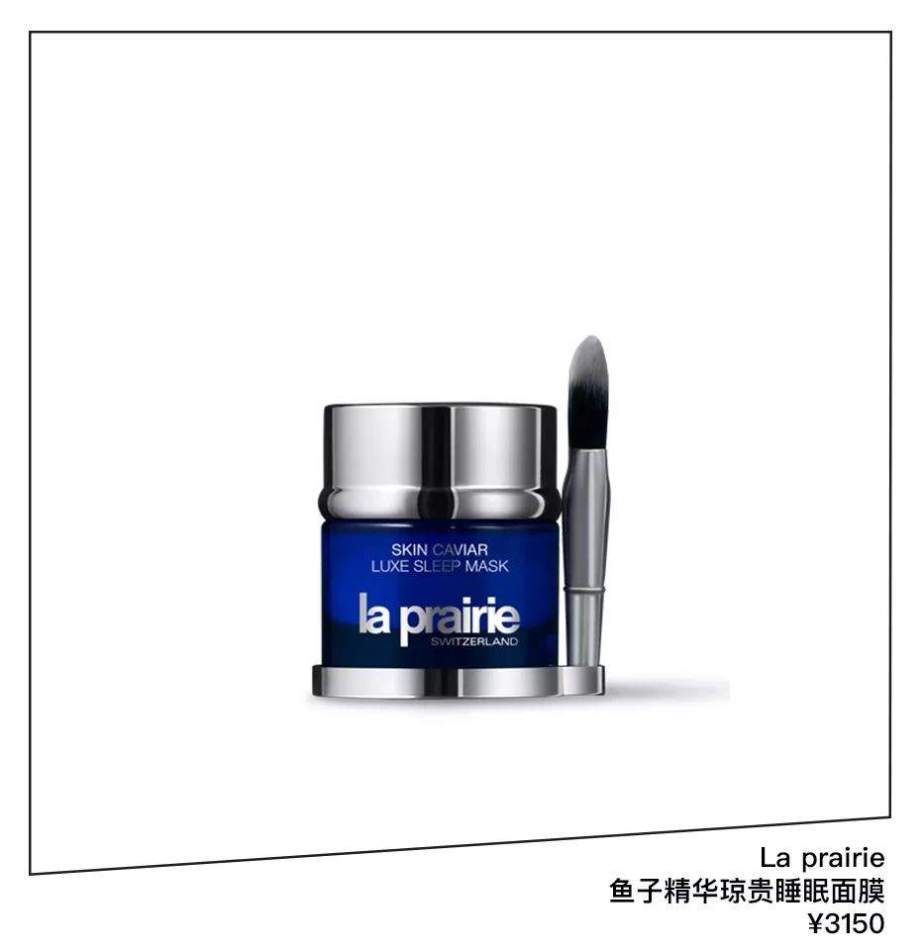 SKIN CAVIAR
LUXE SLEEP MASK
la prairie
SWITZERLAND
La prairie
鱼子精华琼贵睡眠面膜
¥3150